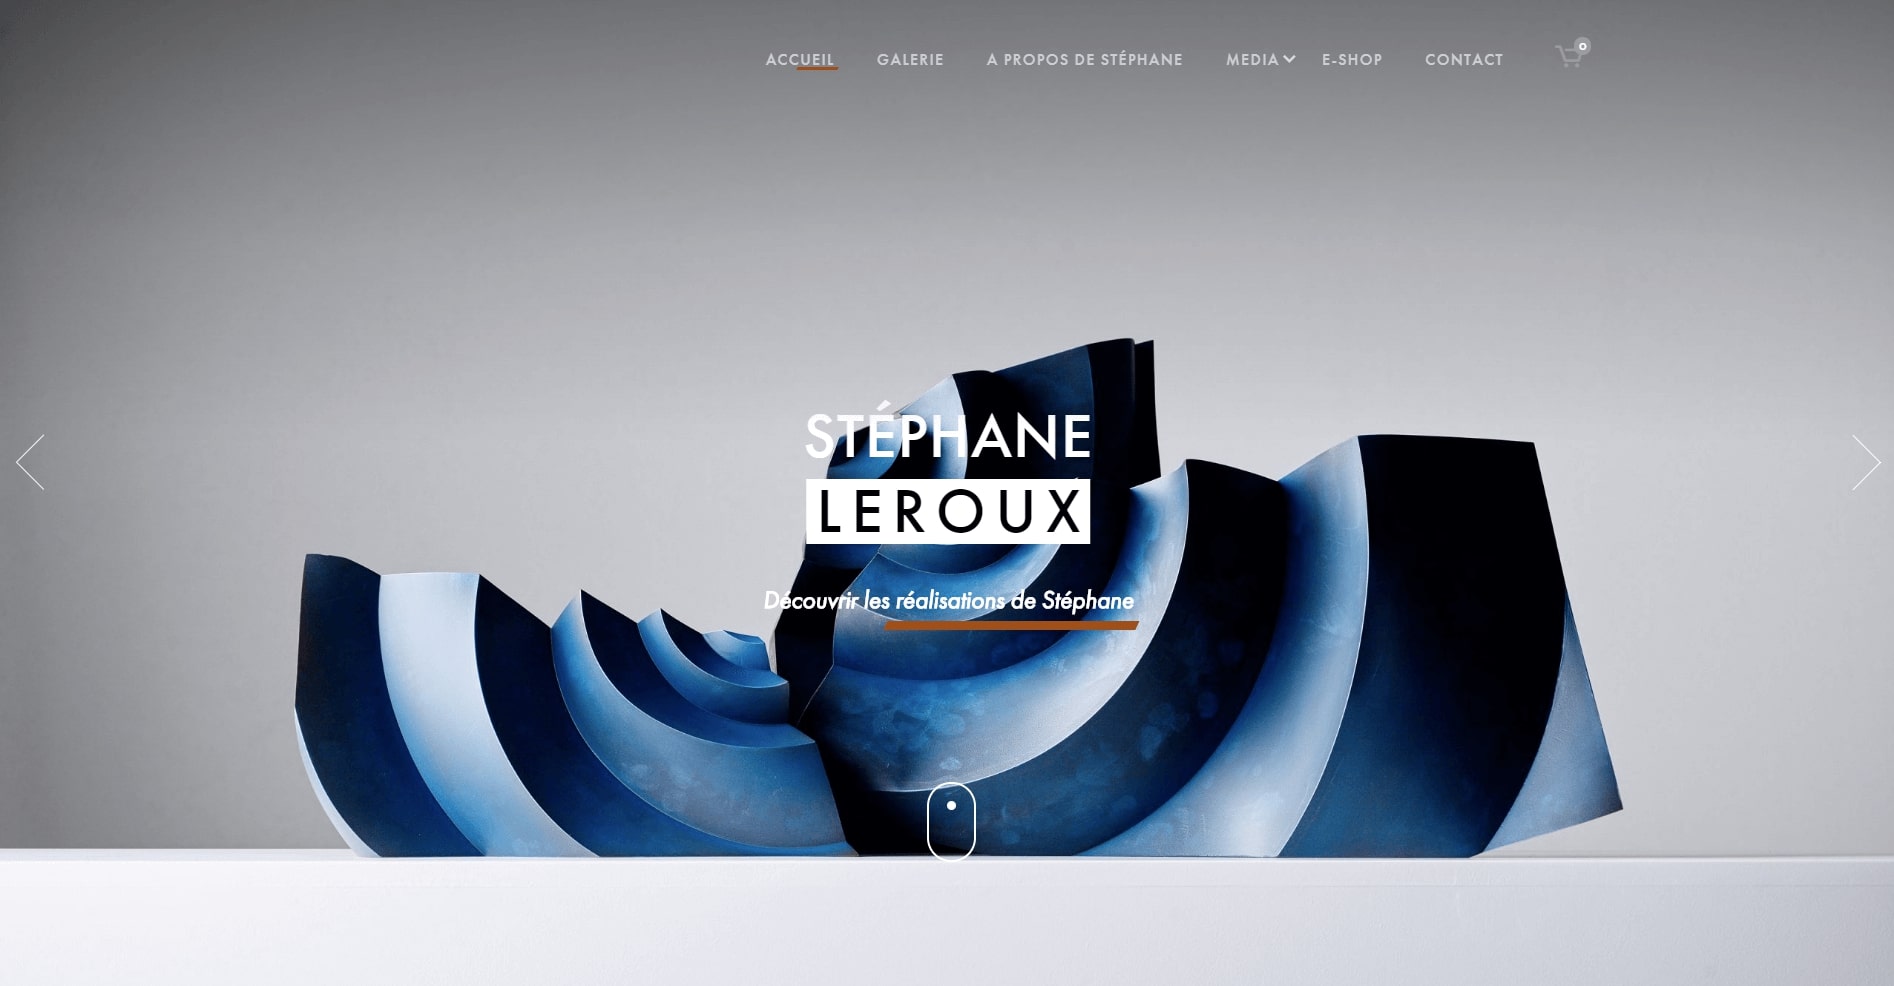 ACCUEIL GALERIE A PROPOS DE STÉPHANE MEDIA E-SHOP CONTACT 0
STÉPHANE
LEROUX
Découvrir les réalisations de Stéphane